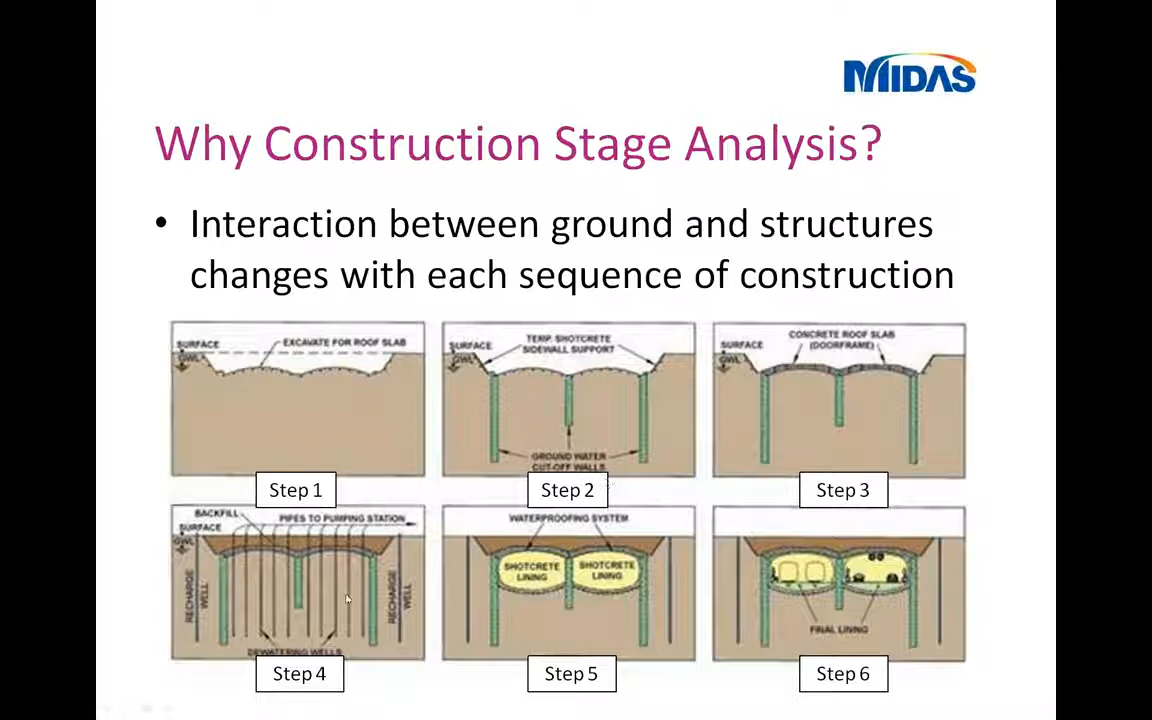 MIDAS
Why Construction Stage Analysis?
• Interaction between ground and structures
changes with each sequence of construction
SURFACE
GWL
EXCAVATE FOR ROOF SLAB
Step 1
SURFACE
GWL
TEMP. SHOTCRETE
SIDEWALL SUPPORT
GROUND WATER
CUT-OFF WALLS
Step 2
SURFACE
GWL
CONCRETE ROOF SLAB
(DOORFRAME)
Step 3
BACKFILL
SURFACE
GWL
PIPES TO PUMPING STATION
RECHARGE
WELL
RECHARGE
WELL
DEWATERING WELLS
Step 4
WATERPROOFING SYSTEM
SHOTCRETE
LINING
SHOTCRETE
LINING
Step 5
FINAL LINING
Step 6